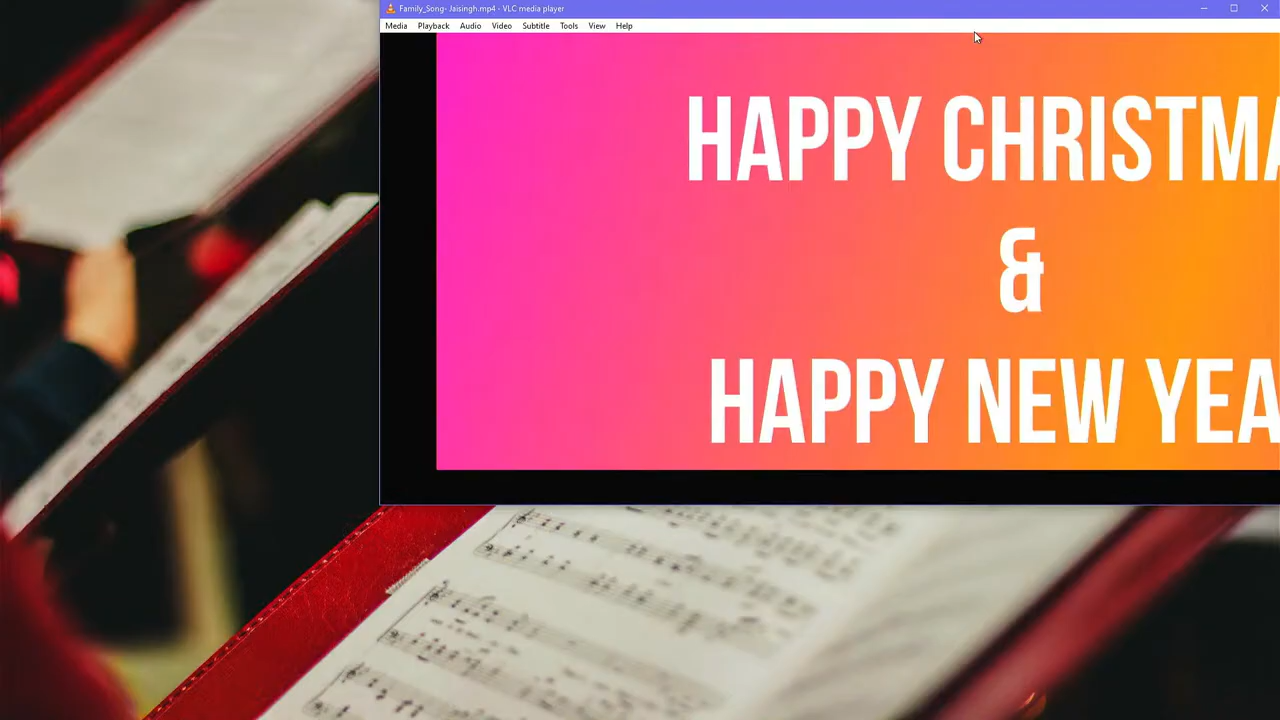 Family_Song- Jaisingh.mp4 - VLC media player
Media Playback Audio Video Subtitle Tools View Help
HAPPY CHRISTMA
&
HAPPY NEW YEA